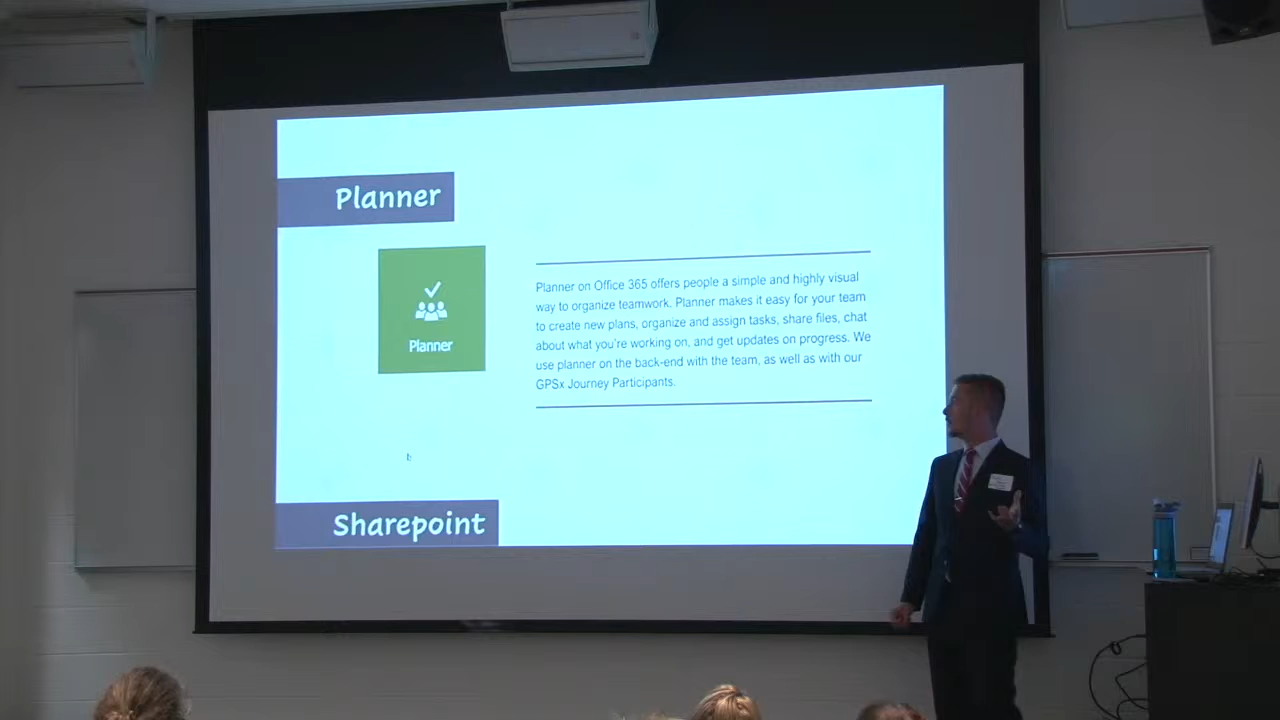 Planner
Planner
Planner on Office 365 offers people a simple and highly visual
way to organize teamwork. Planner makes it easy for your team
to create new plans, organize and assign tasks, share files, chat
about what you're working on, and get updates on progress. We
use planner on the back-end with the team, as well as with our
GPSx Journey Participants.
Sharepoint